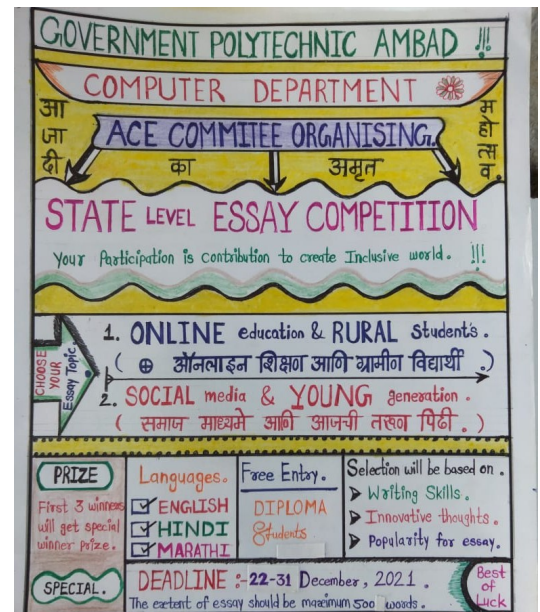 GOVERNMENT POLYTECHNIC AMBAD !!!
COMPUTER DEPARTMENT
आजादी का अमृत महोत्सव.
ACE COMMITEE ORGANISING.
STATE LEVEL ESSAY COMPETITION
Your Participation is contribution to create Inclusive world. !!!
CHOOSE YOUR Essay Topic.
1. ONLINE education & RURAL Student's.
( ⊕ ऑनलाइन शिक्षण आणि ग्रामीण विद्यार्थी .)
2. SOCIAL media & YOUNG generation.
( समाज माध्यमे आणि आजची तरुण पिढी . )
PRIZE
First 3 winners
will get special
winner prize.
SPECIAL.
Languages.
ENGLISH
HINDI
MARATHI
Free Entry.
DIPLOMA
Students
Selection will be based on .
Writing Skills.
Innovative thoughts.
Popularity for essay.
DEADLINE :-22-31 December, 2021.
The extent of essay should be maximum 500 words.
Best
of
Luck